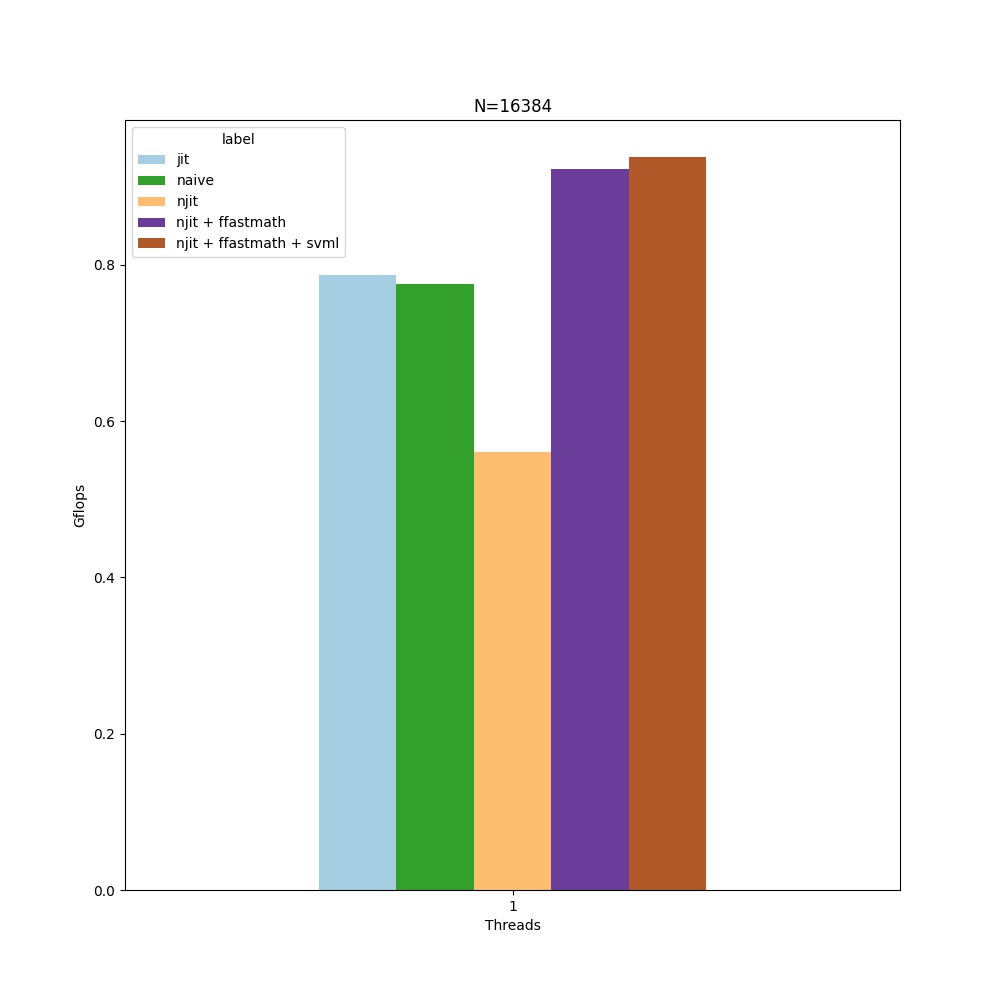 N=16384
label
jit
naive
njit
njit + ffastmath
njit + ffastmath + svml
0.8
0.6
0.4
0.2
0.0
Gflops
1
Threads